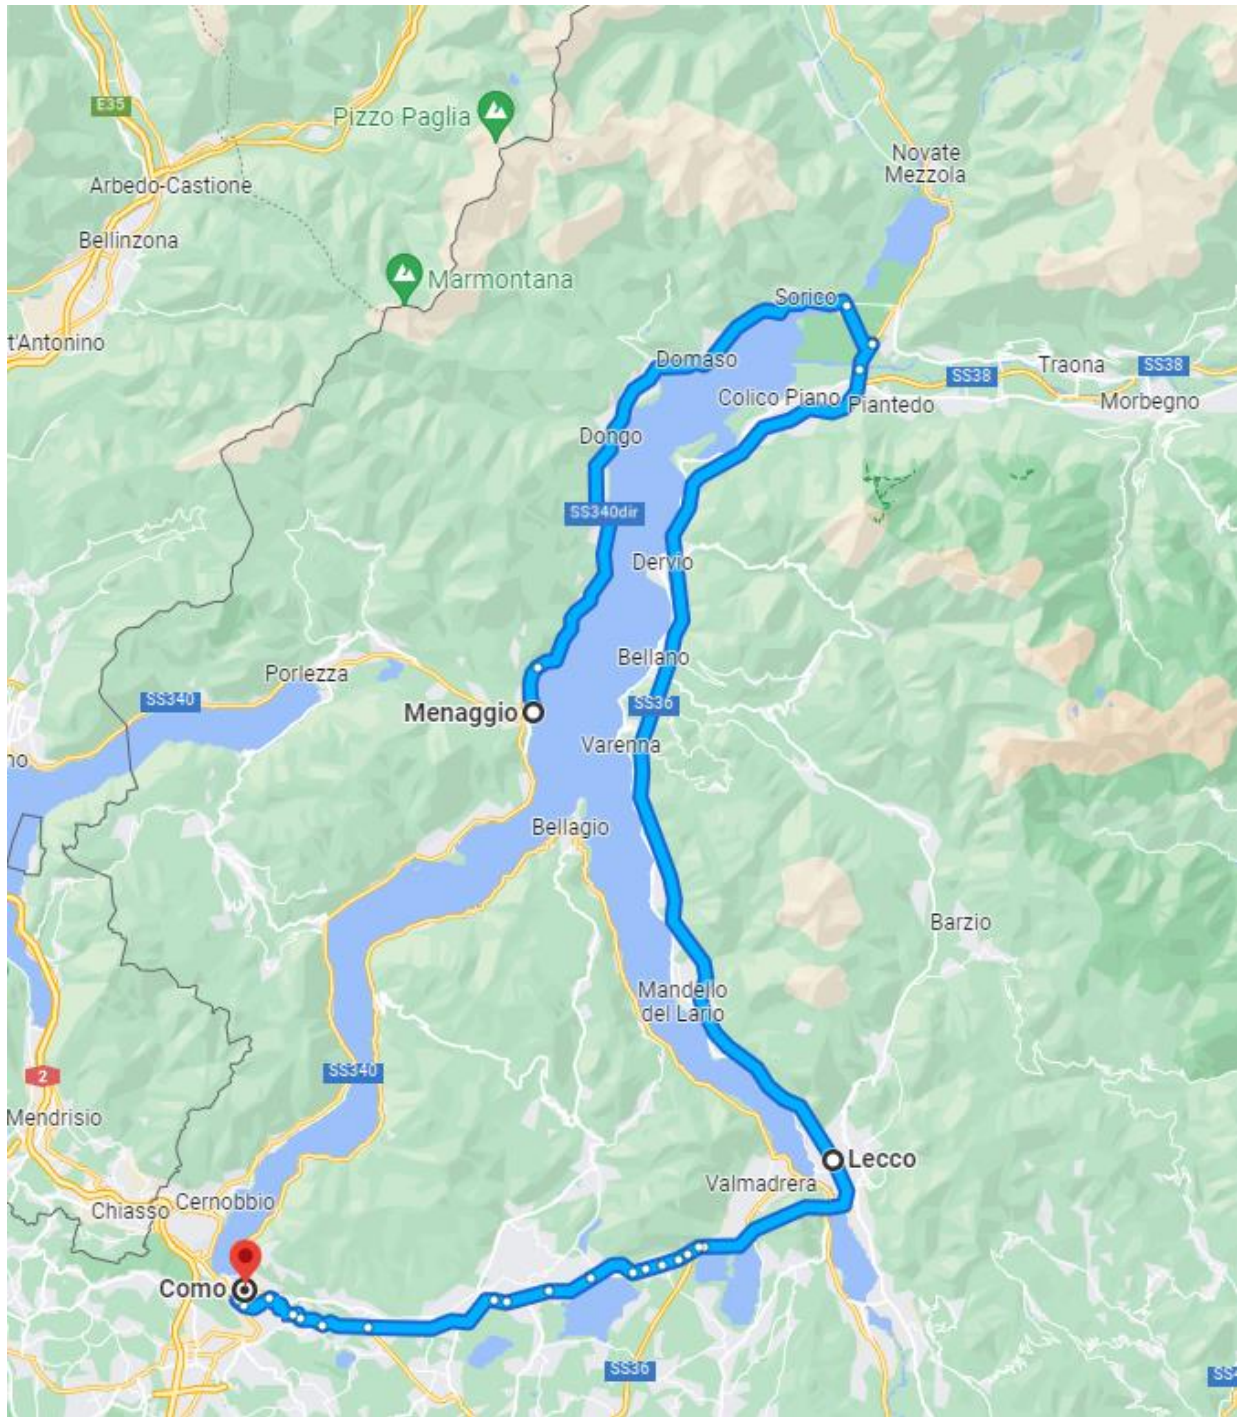 E35
Pizzo Paglia
Novate
Mezzola
Arbedo-Castione
Bellinzona
Marmontana
Sorico
t'Antonino
Domaso
Traona
SS38
SS38
Colico Piano
Piantedo
Morbegno
Dongo
SS340dir
Dervio
Bellano
Porlezza
SS340
SS36
Menaggio
Varenna
no
Bellagio
Barzio
Mandello
del Lario
SS340
2
Mendrisio
Lecco
Valmadrera
Cernobbio
Chiasso
Como
SS36